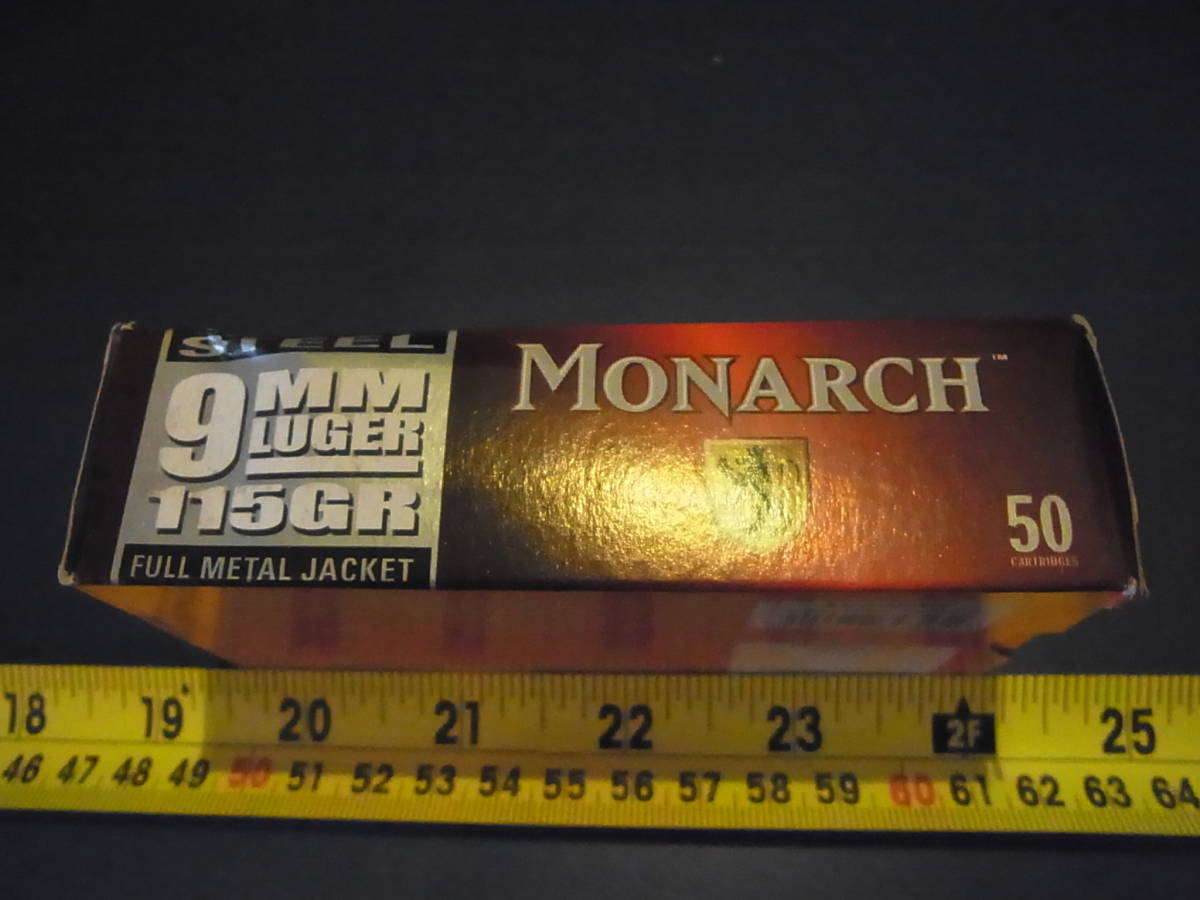 STEEL
9MM
LUGER
115GR
FULL METAL JACKET
MONARCH™
50
CARTRIDGES
18 19 20 21 22 23 2F 25
46 47 48 49 50 51 52 53 54 55 56 57 58 59 60 61 62 63 64